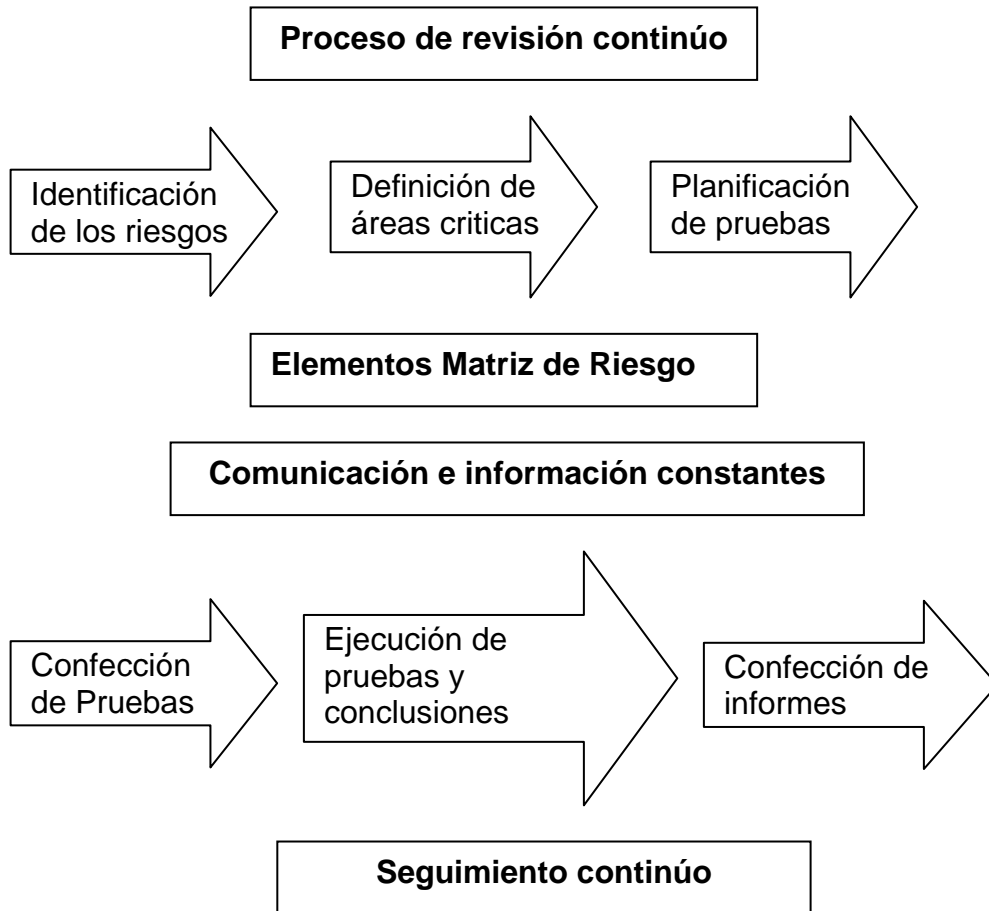 Proceso de revisión continúo
Identificación
de los riesgos
Definición de
áreas criticas
Planificación
de pruebas
Elementos Matriz de Riesgo
Comunicación e información constantes
Confección
de Pruebas
Ejecución de
pruebas y
conclusiones
Confección de
informes
Seguimiento continúo